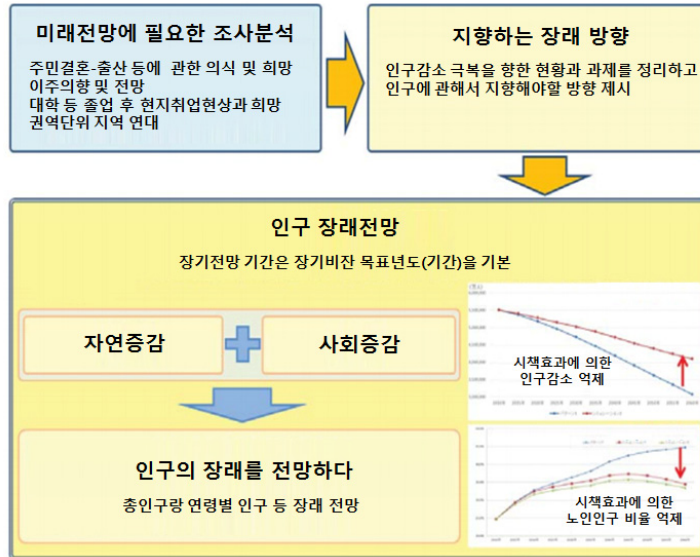 미래전망에 필요한 조사분석
주민결혼-출산 등에 관한 의식 및 희망
이주의향 및 전망
대학 등 졸업 후 현지취업현상과 희망
권역단위 지역 연대
지향하는 장래 방향
인구감소 극복을 향한 현황과 과제를 정리하고
인구에 관해서 지향해야할 방향 제시
인구 장래전망
장기전망 기간은 장기비잔 목표년도(기간)을 기본
자연증감
사회증감
인구의 장래를 전망하다
총인구랑 연령별 인구 등 장래 전망
시책효과에 의한
인구감소 억제
시책효과에 의한
노인인구 비율 억제